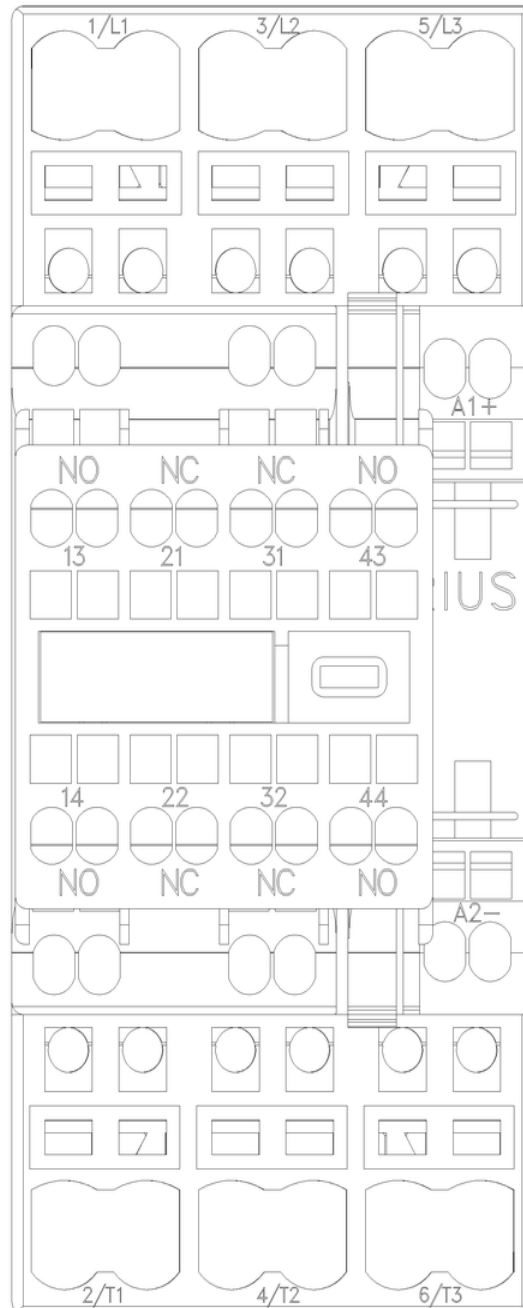 1/L1 3/L2 5/L3
A1+
NO NC NC NO
13 21 31 43
IUS
14 22 32 44
NO NC NC NO
A2-
2/T1 4/T2 6/T3